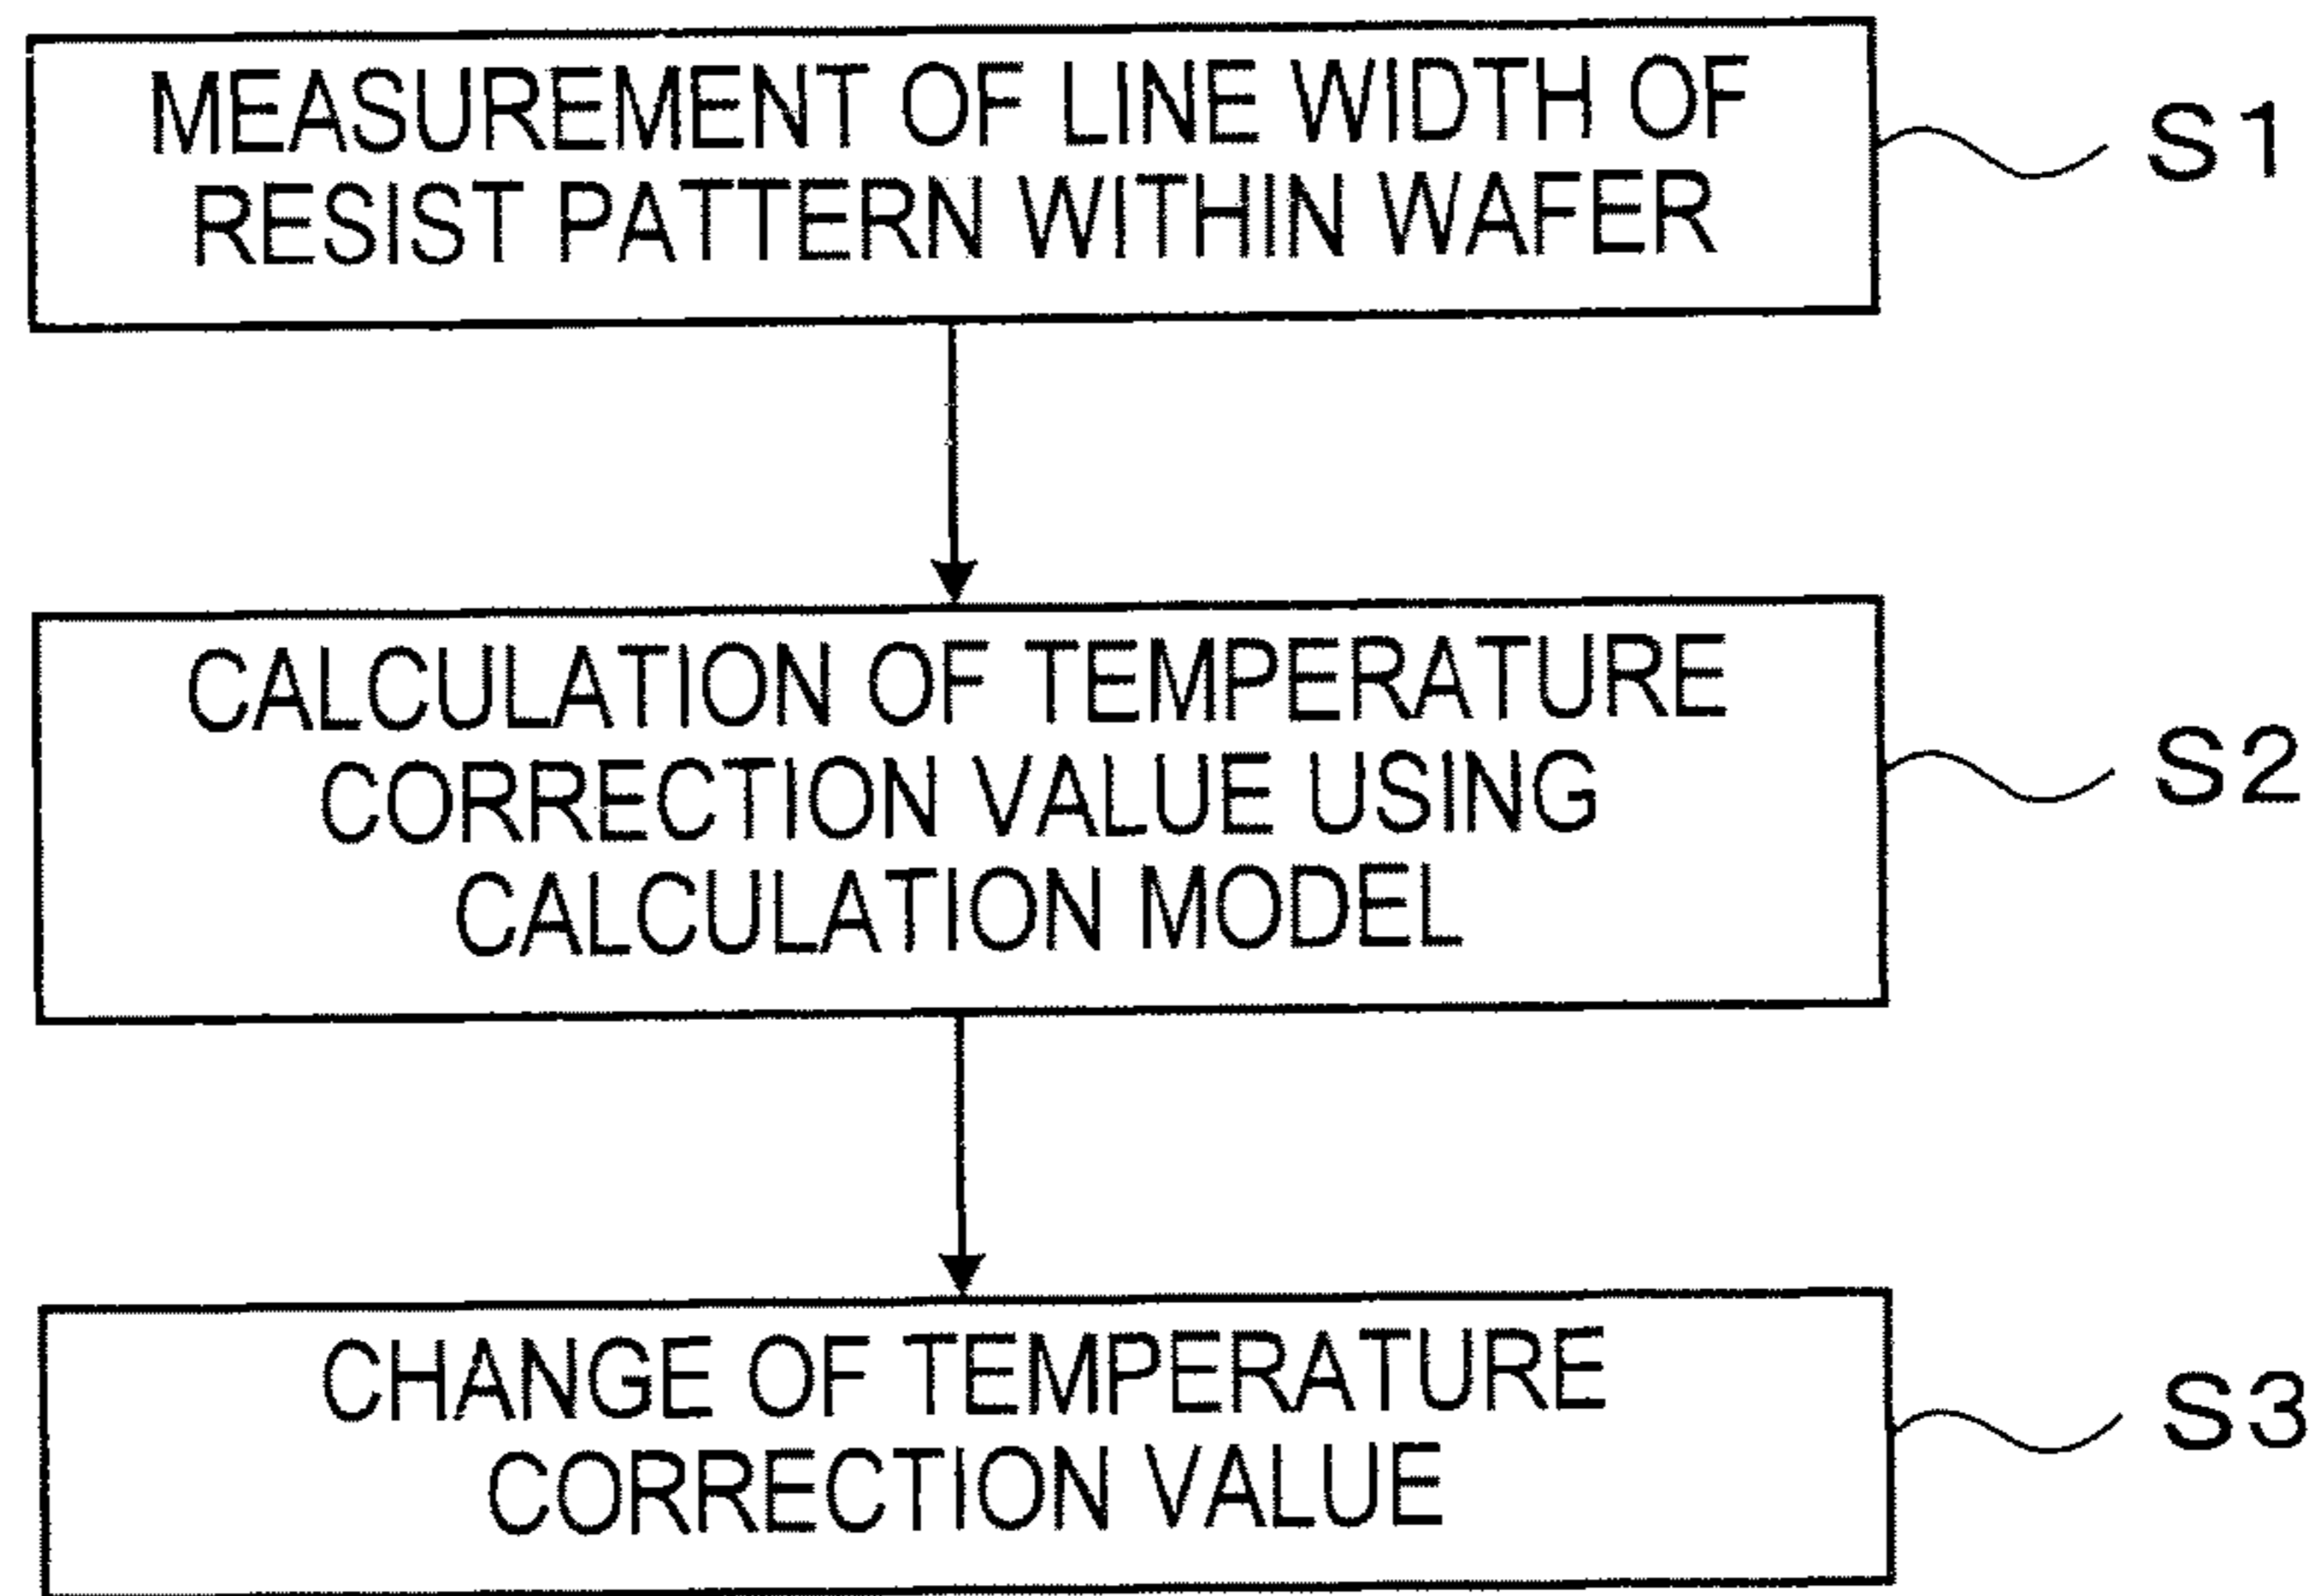 MEASUREMENT OF LINE WIDTH OF
RESIST PATTERN WITHIN WAFER
S1
CALCULATION OF TEMPERATURE
CORRECTION VALUE USING
CALCULATION MODEL
S2
CHANGE OF TEMPERATURE
CORRECTION VALUE
S3